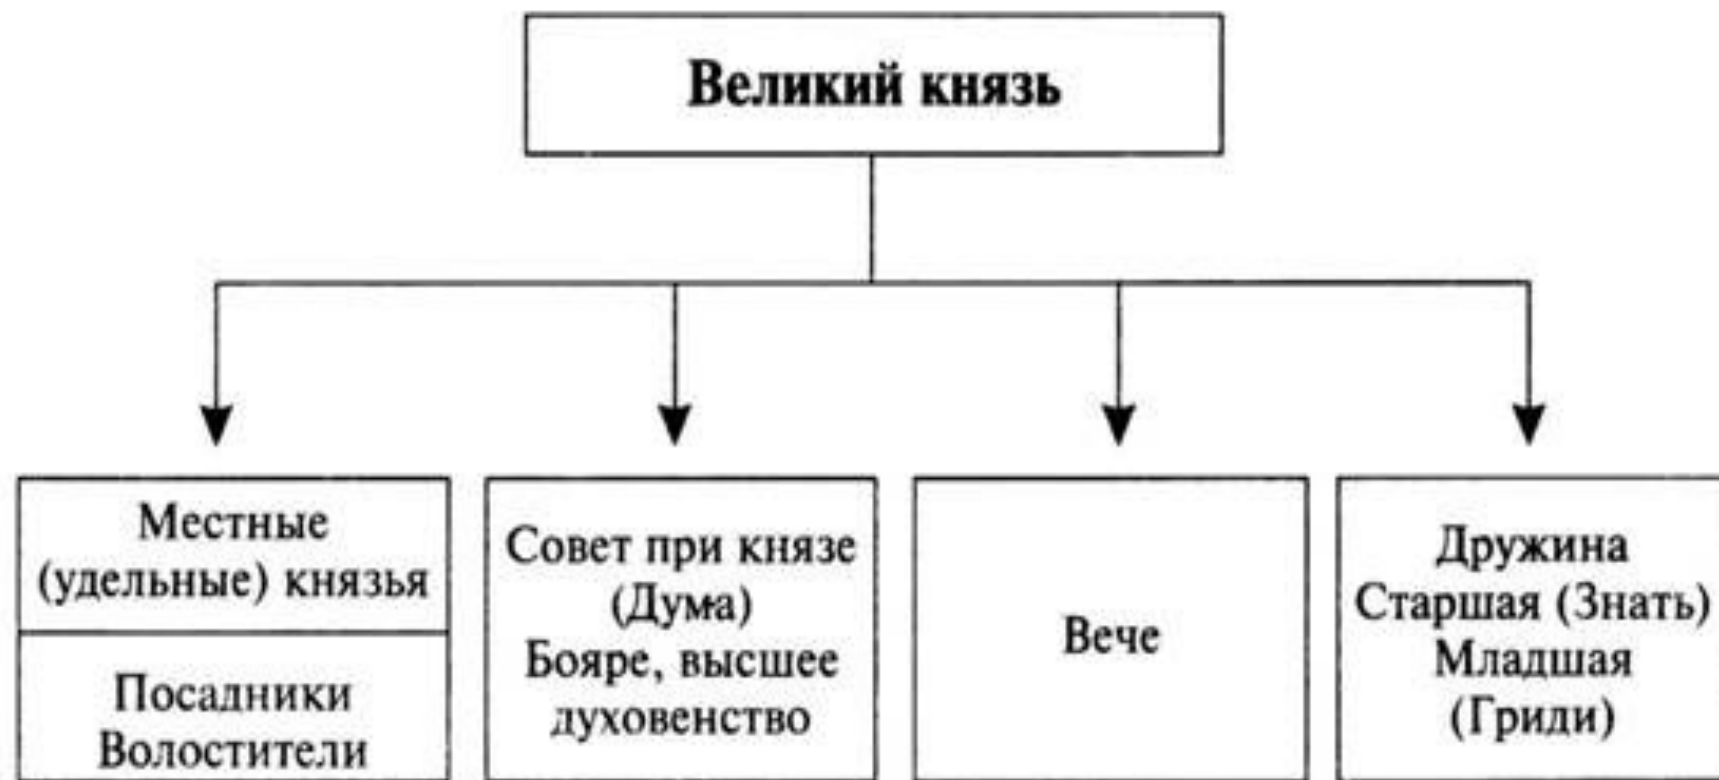 Великий князь
Местные
(удельные) князья
Посадники
Волостители
Совет при князе
(Дума)
Бояре, высшее
духовенство
Вече
Дружина
Старшая (Знать)
Младшая
(Гриди)